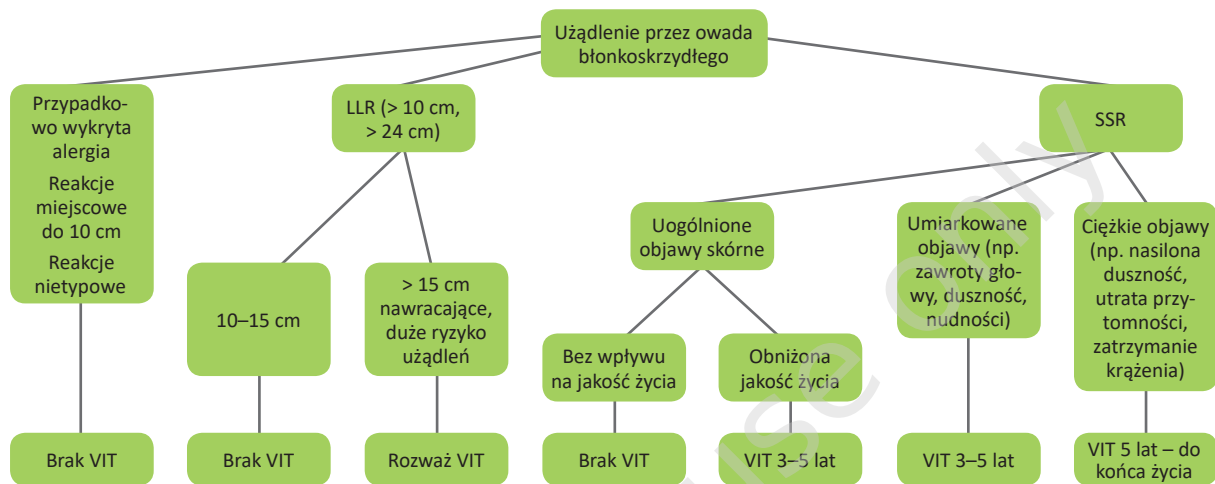 Użądlenie przez owada
błonkoskrzydłego
Przypadko-
wo wykryta
alergia
Reakcje
miejscowe
do 10 cm
Reakcje
nietypowe
LLR (> 10 cm,
> 24 cm)
SSR
10–15 cm
> 15 cm
nawracające,
duże ryzyko
użądleń
Uogólnione
objawy skórne
Umiarkowane
objawy (np.
zawroty gło-
wy, duszność,
nudności)
Ciężkie objawy
(np. nasilona
duszność,
utrata przy-
tomności,
zatrzymanie
krążenia)
Bez wpływu
na jakość życia
Obniżona
jakość życia
Brak VIT
Brak VIT
Rozważ VIT
Brak VIT
VIT 3–5 lat
VIT 3–5 lat
VIT 5 lat – do
końca życia
use only